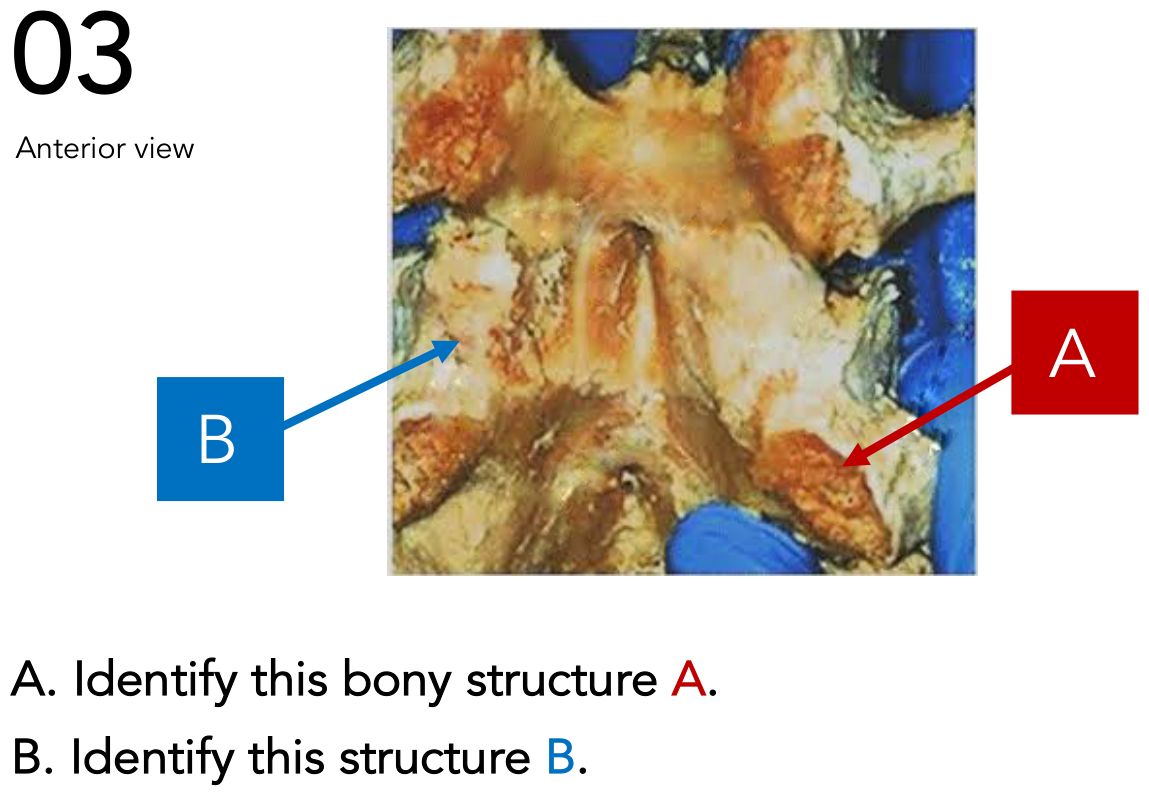 03
Anterior view
A
B
A. Identify this bony structure A.
B. Identify this structure B.